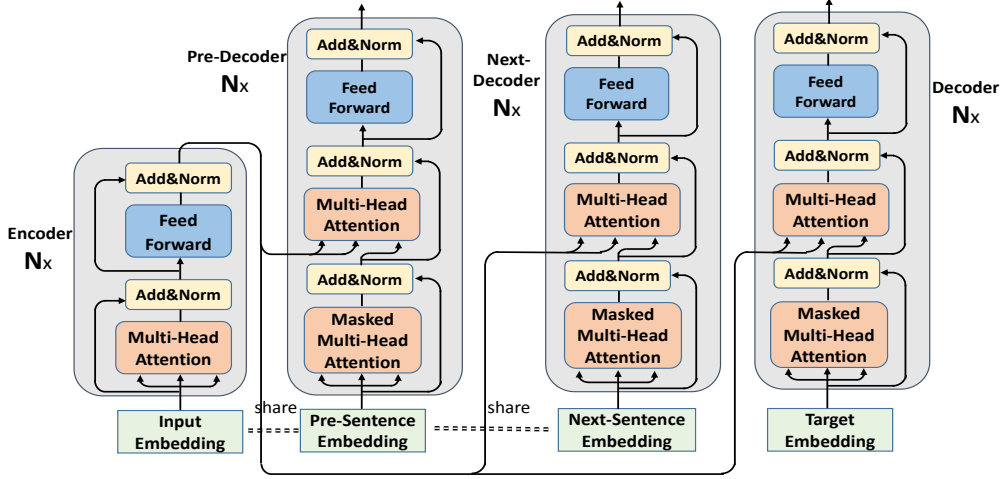 Encoder
Nx
Add&Norm
Feed
Forward
Add&Norm
Multi-Head
Attention
Input
Embedding
share
Pre-Decoder
Nx
Add&Norm
Feed
Forward
Add&Norm
Multi-Head
Attention
Add&Norm
Masked
Multi-Head
Attention
Pre-Sentence
Embedding
share
Next-
Decoder
Nx
Add&Norm
Feed
Forward
Add&Norm
Multi-Head
Attention
Add&Norm
Masked
Multi-Head
Attention
Next-Sentence
Embedding
Decoder
Nx
Add&Norm
Feed
Forward
Add&Norm
Multi-Head
Attention
Add&Norm
Masked
Multi-Head
Attention
Target
Embedding